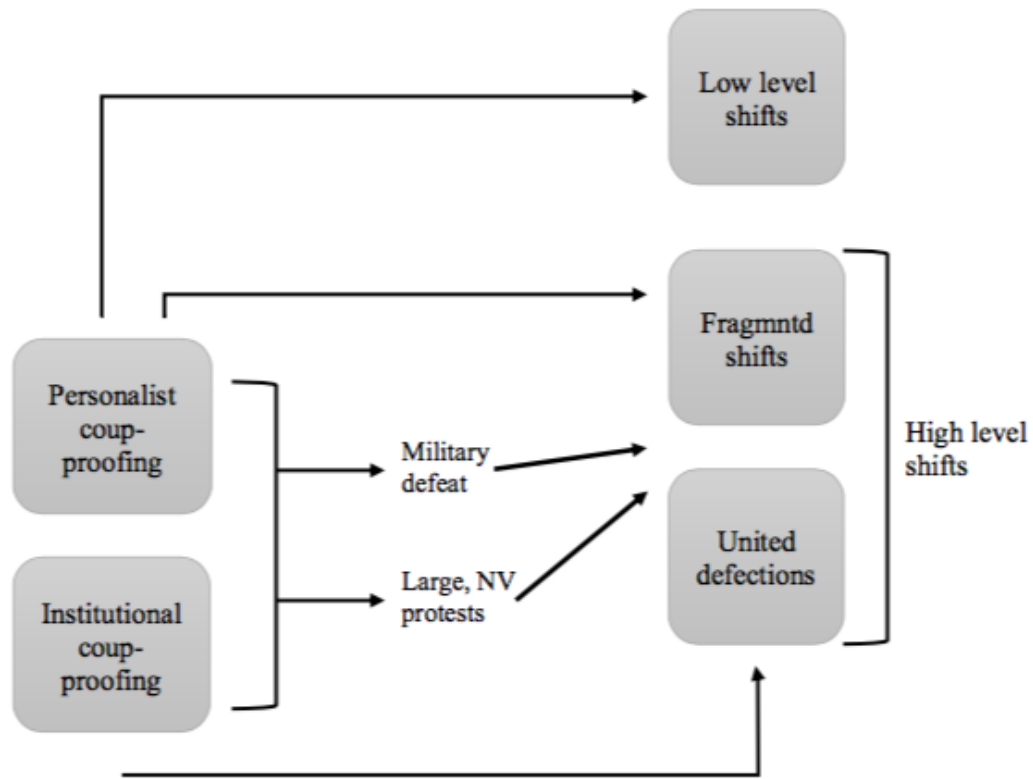 Low level
shifts
Fragmntd
shifts
Personalist
coup-
proofing
Military
defeat
High level
shifts
United
defections
Large, NV
protests
Institutional
coup-
proofing